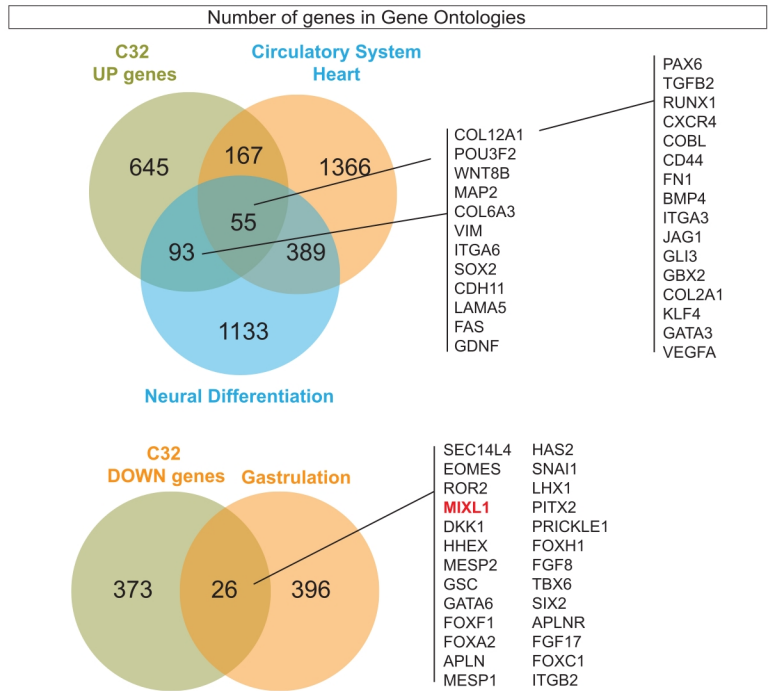 Number of genes in Gene Ontologies
C32
UP genes
Circulatory System
Heart
645
167
1366
55
93
389
1133
Neural Differentiation
COL12A1
POU3F2
WNT8B
MAP2
COL6A3
VIM
ITGA6
SOX2
CDH11
LAMA5
FAS
GDNF
PAX6
TGFB2
RUNX1
CXCR4
COBL
CD44
FN1
BMP4
ITGA3
JAG1
GLI3
GBX2
COL2A1
KLF4
GATA3
VEGFA
C32
DOWN genes
Gastrulation
373
26
396
SEC14L4
EOMES
ROR2
MIXL1
DKK1
HHEX
MESP2
GSC
GATA6
FOXF1
FOXA2
APLN
MESP1
HAS2
SNAI1
LHX1
PITX2
PRICKLE1
FOXH1
FGF8
TBX6
SIX2
APLNR
FGF17
FOXC1
ITGB2